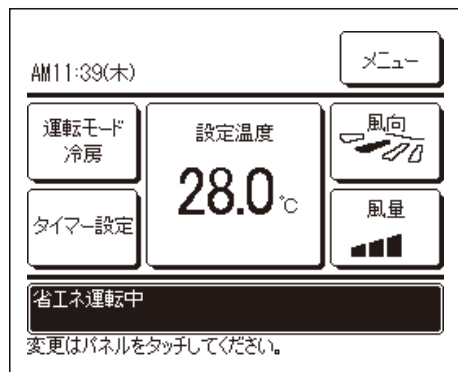 AM11:39(木)
メニュー
運転モード
冷房
設定温度
28.0℃
風向
タイマー設定
風量
省エネ運転中
変更はパネルをタッチしてください。